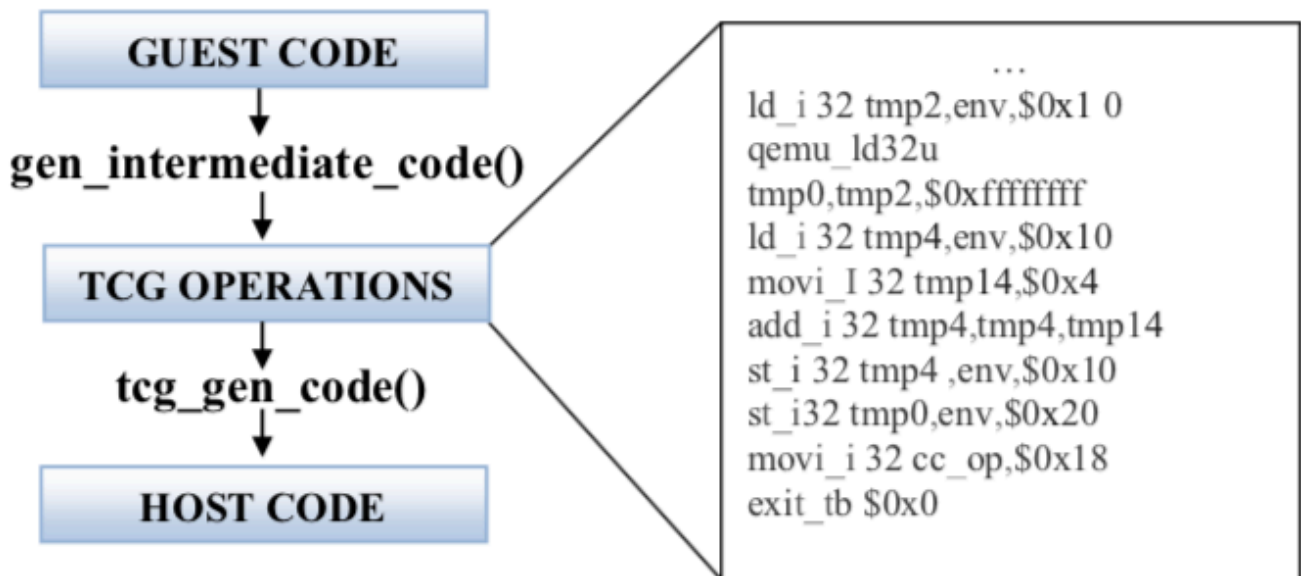 GUEST CODE
gen_intermediate_code()
TCG OPERATIONS
tcg_gen_code()
HOST CODE
...
ld_i 32 tmp2,env,$0x1 0
qemu_ld32u
tmp0,tmp2,$0xffffffff
ld_i 32 tmp4,env,$0x10
movi_I 32 tmp14,$0x4
add_i 32 tmp4,tmp4,tmp14
st_i 32 tmp4 ,env,$0x10
st_i32 tmp0,env,$0x20
movi_i 32 cc_op,$0x18
exit_tb $0x0